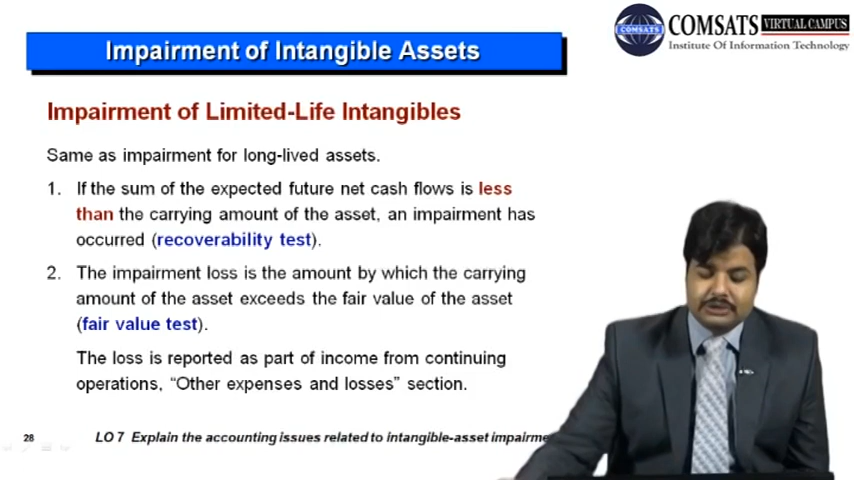 Impairment of Intangible Assets
COMSATS VIRTUAL CAMPUS
COMSATS
Institute Of Information Technology
Impairment of Limited-Life Intangibles
Same as impairment for long-lived assets.
1. If the sum of the expected future net cash flows is less
than the carrying amount of the asset, an impairment has
occurred (recoverability test).
2. The impairment loss is the amount by which the carrying
amount of the asset exceeds the fair value of the asset
(fair value test).
The loss is reported as part of income from continuing
operations, “Other expenses and losses” section.
28
LO 7 Explain the accounting issues related to intangible-asset